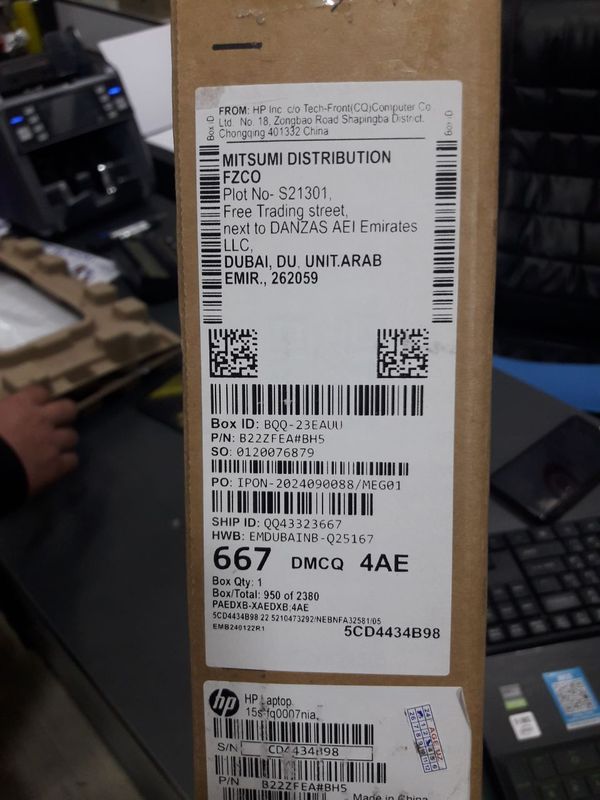 FROM: HP Inc. c/o Tech-Front(CQ)Computer Co
Ltd. No. 18, Zongbao Road Shapingba District.
Chongqing 401332 China
Box ID
Box ID
MITSUMI DISTRIBUTION
FZCO
Plot No- S21301,
Free Trading street,
next to DANZAS AEI Emirates
LLC,
DUBAI, DU, UNIT.ARAB
EMIR., 262059
Box ID: BQQ-23EAUU
P/N: B22ZFEA#BH5
SO: 0120076879
PO: IPON-2024090088/MEG01
SHIP ID: QQ43323667
HWB: EMDUBAINB-Q25167
667 DMCQ 4AE
Box Qty: 1
Box/Total: 950 of 2380
PAEDXB-XAEDXB;4AE
5CD4434B98 22 5210473292/NEBNFA32581/05
EMB240122R1
5CD4434B98
hp
HP Laptop
15s-fq0007nia,
S/N
CD4434B98
P/N
B22ZFEA#BH5
Made in China